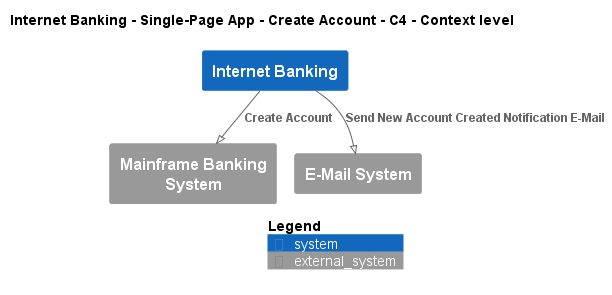 Internet Banking - Single-Page App - Create Account - C4 - Context level
Internet Banking
Create Account
Send New Account Created Notification E-Mail
Mainframe Banking
System
E-Mail System
Legend
system
external_system